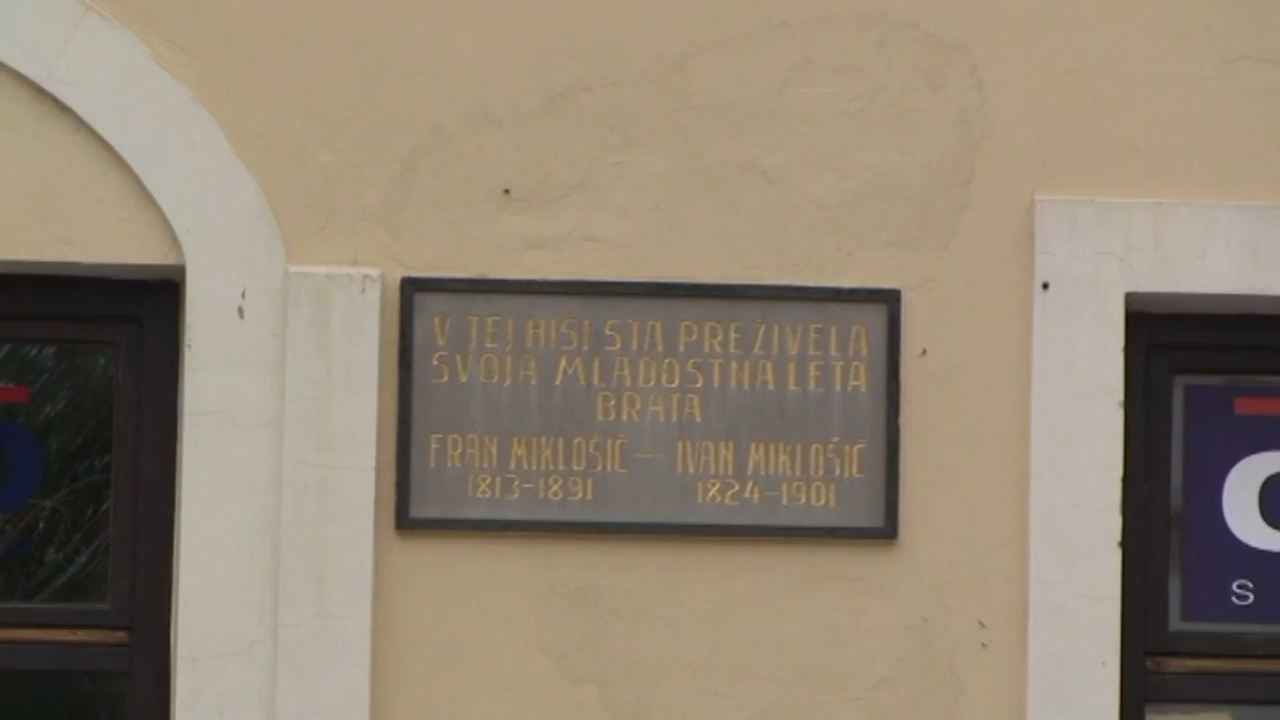 V TEJ HIŠI STA PREŽIVELA
SVOJA MLADOSTNA LETA
BRATA
FRAN MIKLOŠIČ — IVAN MIKLOŠIČ
1813-1891 1824-1901
S